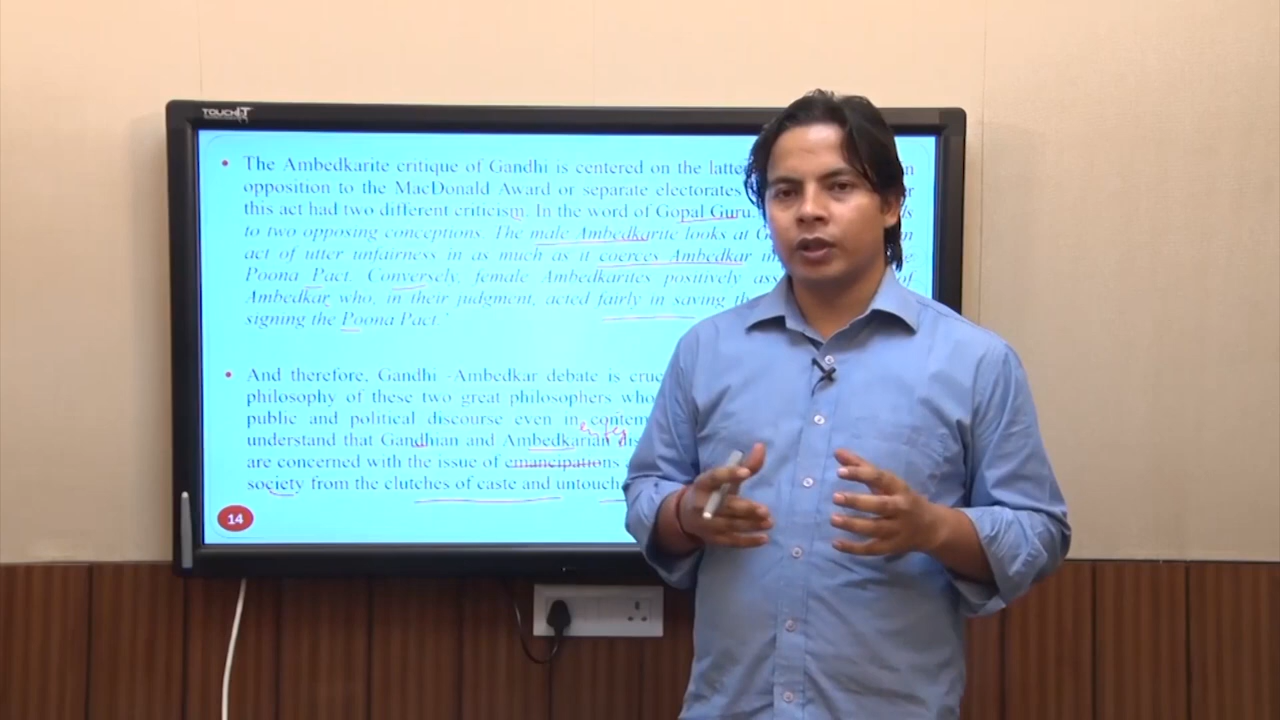 TOUCHIT
• The Ambedkarite critique of Gandhi is centered on the latter
opposition to the MacDonald Award or separate electorates
this act had two different criticism. In the word of Gopal Guru.
to two opposing conceptions. The male Ambedkarite looks at
act of utter unfairness in as much as it coerces Ambedkar
Poona Pact. Conversely, female Ambedkarites positively of
Ambedkar who, in their judgment, acted fairly in saving
signing the Poona Pact.'
• And therefore, Gandhi -Ambedkar debate is
philosophy of these two great philosophers
public and political discourse even in
understand that Gandhian and Ambedkarian
are concerned with the issue of emancipations
society from the clutches of caste and
14